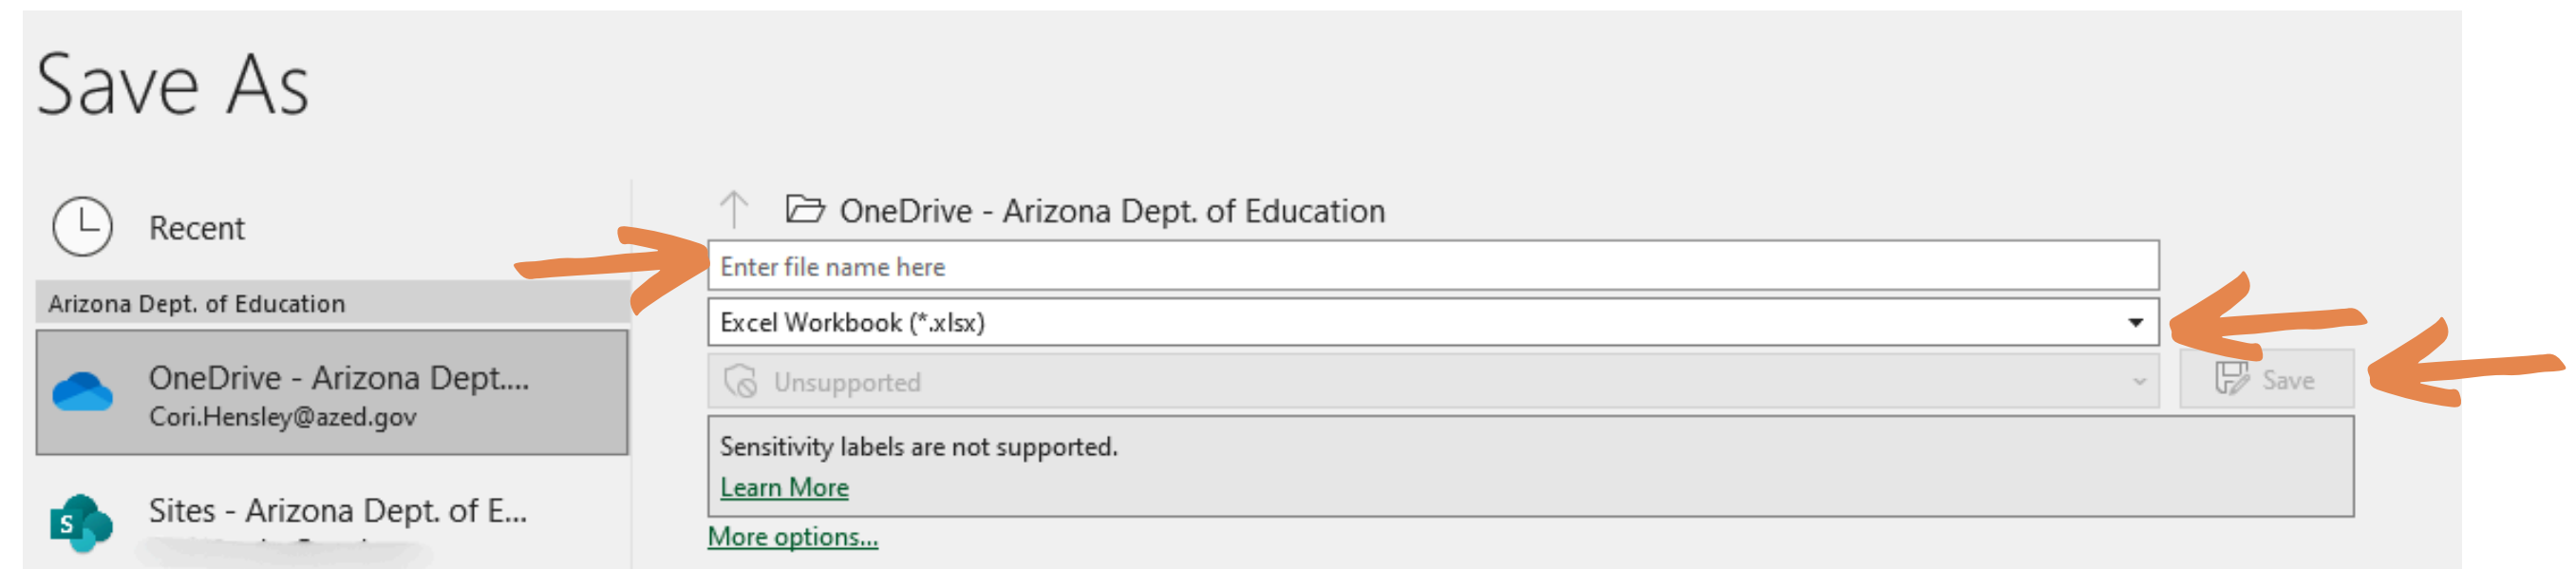 Save As
Recent
Arizona Dept. of Education
OneDrive - Arizona Dept....
Cori.Hensley@azed.gov
S
Sites - Arizona Dept. of E...
OneDrive - Arizona Dept. of Education
Enter file name here
Excel Workbook (*.xlsx)
Unsupported
Save
Sensitivity labels are not supported.
Learn More
More options...